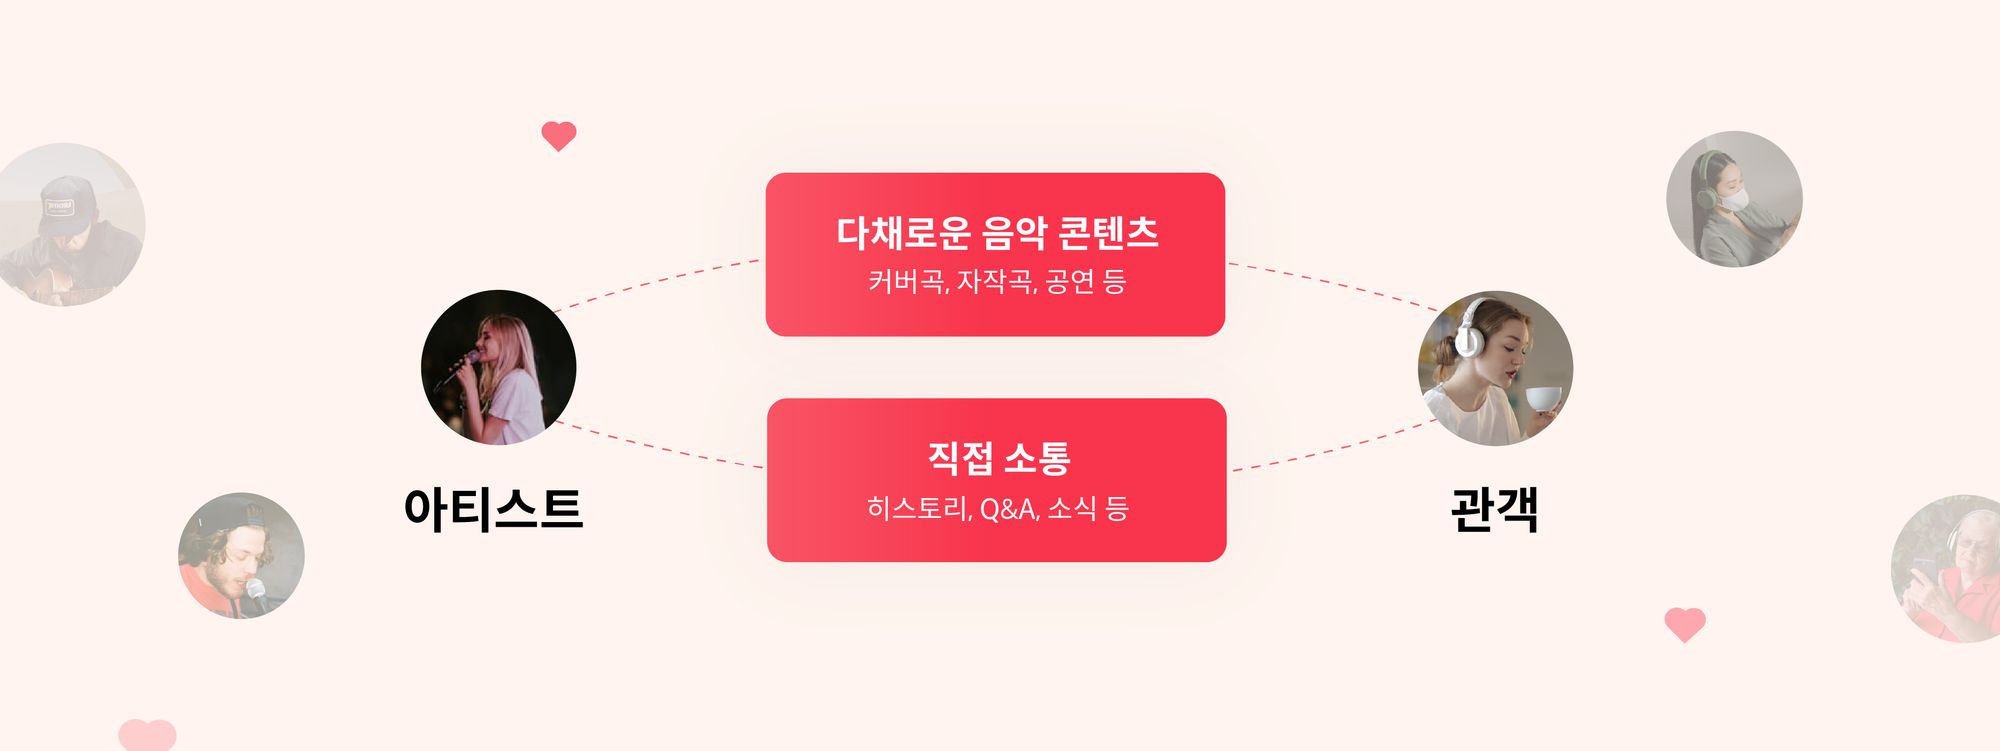 다채로운 음악 콘텐츠
커버곡, 자작곡, 공연 등
직접 소통
히스토리, Q&A, 소식 등
아티스트
관객